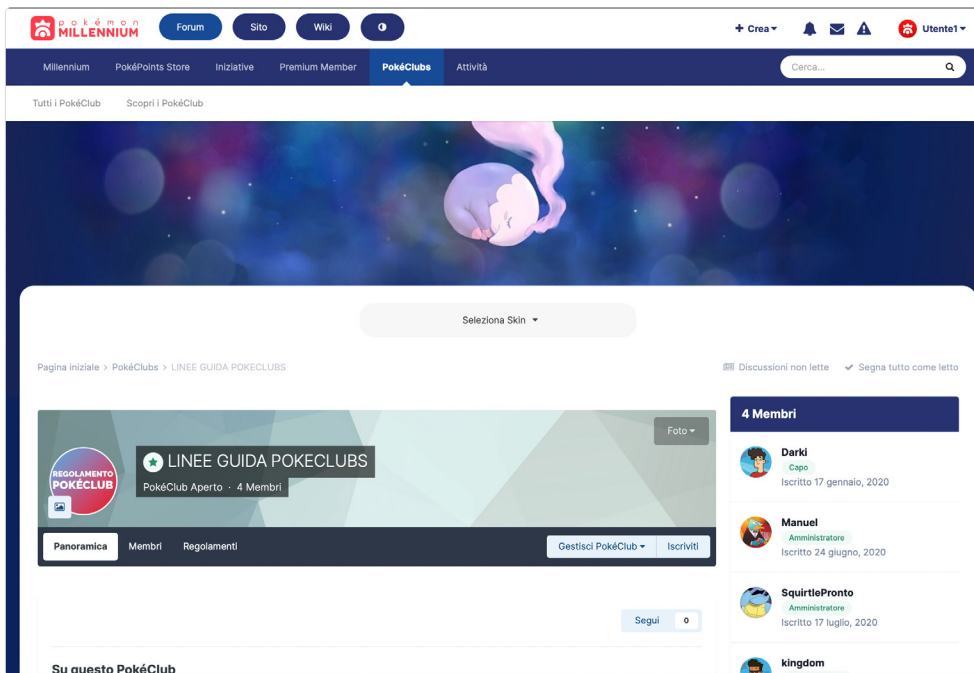 pokémon
MILLENNIUM
Forum
Sito
Wiki
Crea
Utente1
Millennium
PokéPoints Store
Iniziative
Premium Member
PokéClubs
Attività
Cerca...
Tutti i PokéClub
Scopri i PokéClub
Seleziona Skin
Pagina iniziale > PokéClubs > LINEE GUIDA POKECLUBS
Discussioni non lette
Segna tutto come letto
Foto
REGOLAMENTO
POKÉCLUB
LINEE GUIDA POKECLUBS
PokéClub Aperto · 4 Membri
Panoramica
Membri
Regolamenti
Gestisci PokéClub
Iscriviti
Segui
0
Su questo PokéClub
4 Membri
Darki
Capo
Iscritto 17 gennaio, 2020
Manuel
Amministratore
Iscritto 24 giugno, 2020
SquirtlePronto
Amministratore
Iscritto 17 luglio, 2020
kingdom